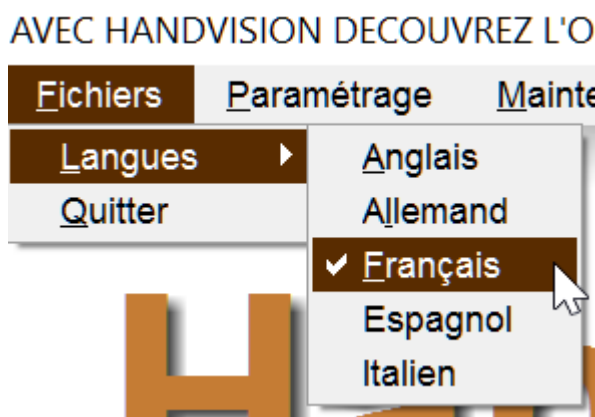 AVEC HANDVISION DECOUVREZ L'O
Fichiers Paramétrage Mainte
Langues Anglais
Quitter Allemand
Français
Espagnol
Italien
H